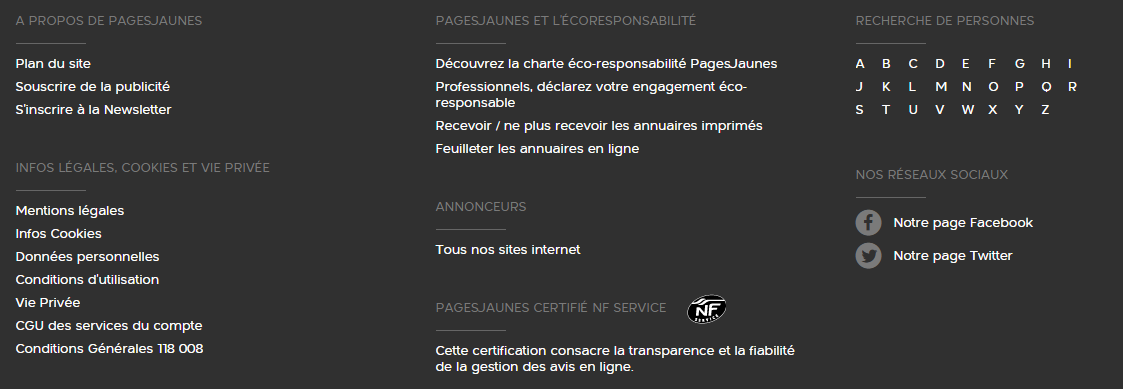 A PROPOS DE PAGESJAUNES
Plan du site
Souscrire de la publicité
S'inscrire à la Newsletter
INFOS LÉGALES, COOKIES ET VIE PRIVÉE
Mentions légales
Infos Cookies
Données personnelles
Conditions d'utilisation
Vie Privée
CGU des services du compte
Conditions Générales 118 008
PAGESJAUNES ET L'ÉCORESPONSABILITÉ
Découvrez la charte éco-responsabilité PagesJaunes
Professionnels, déclarez votre engagement éco-
responsable
Recevoir / ne plus recevoir les annuaires imprimés
Feuilleter les annuaires en ligne
ANNONCEURS
Tous nos sites internet
PAGESJAUNES CERTIFIÉ NF SERVICE
NF
SERVICE
Cette certification consacre la transparence et la fiabilité
de la gestion des avis en ligne.
RECHERCHE DE PERSONNES
A B C D E F G H I
J K L M N O P Q R
S T U V W X Y Z
NOS RÉSEAUX SOCIAUX
Notre page Facebook
Notre page Twitter